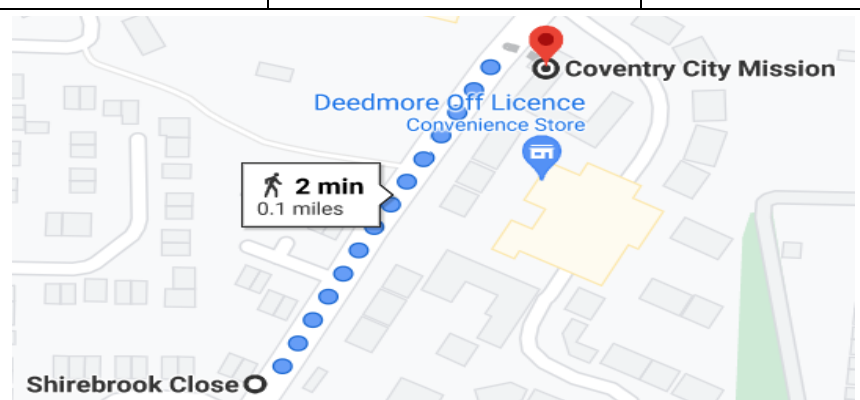 Coventry City Mission
Deedmore Off Licence
Convenience Store
2 min
0.1 miles
Shirebrook Close